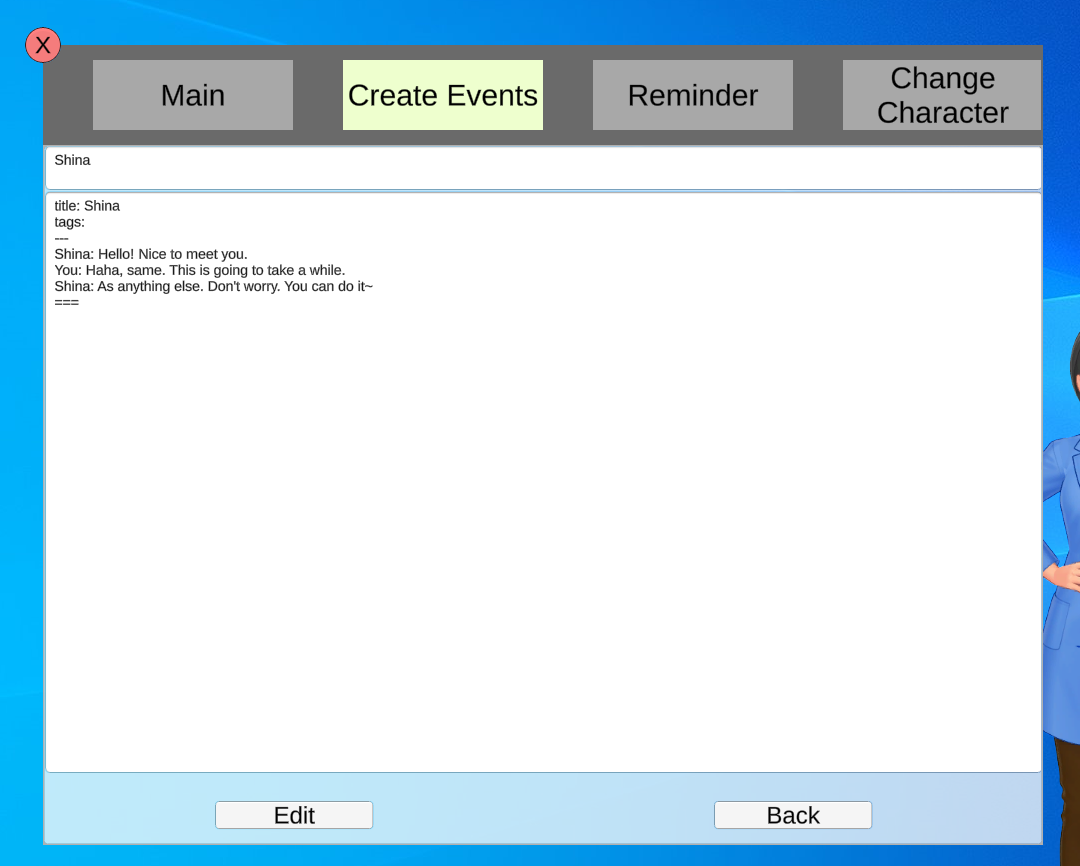 X
Main
Create Events
Reminder
Change
Character
Shina
title: Shina
tags:
---
Shina: Hello! Nice to meet you.
You: Haha, same. This is going to take a while.
Shina: As anything else. Don't worry. You can do it~
===
Edit
Back